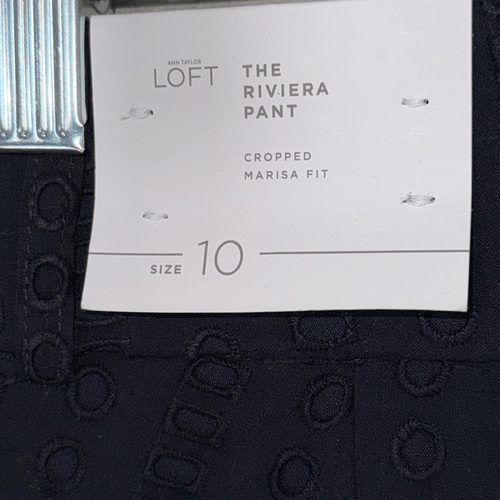 ANN TAYLOR
LOFT
THE
RIVIERA
PANT
CROPPED
MARISA FIT
SIZE 10